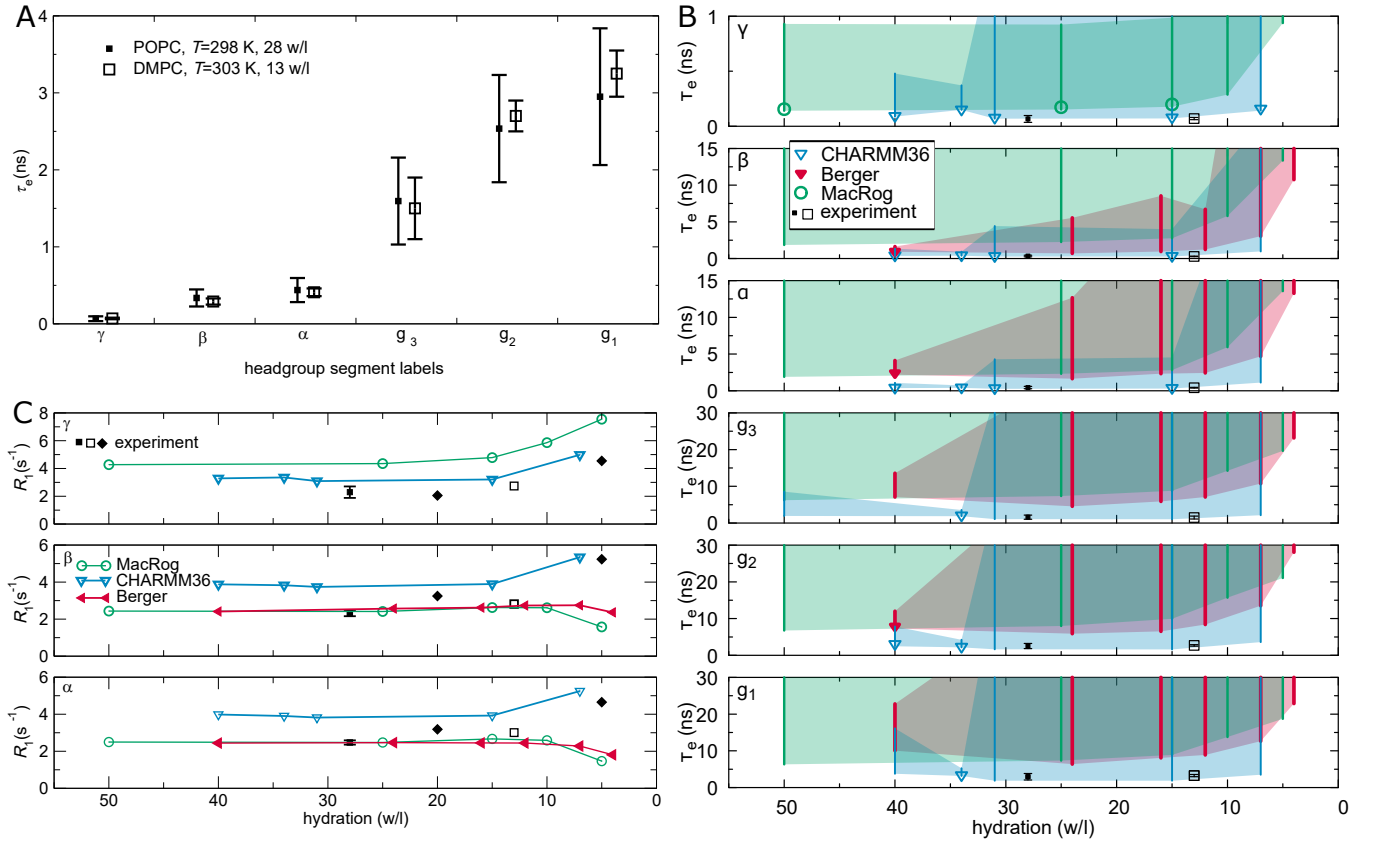 A
4
3
2
1
0
τe(ns)
POPC, T=298 K, 28 w/l
DMPC, T=303 K, 13 w/l
γ
β
α
g3
g2
g1
headgroup segment labels
B
γ
1
0
τe (ns)
β
15
10
5
0
τe (ns)
CHARMM36
Berger
MacRog
experiment
α
15
10
5
0
τe (ns)
g3
30
20
10
0
τe (ns)
g2
30
20
10
0
τe (ns)
g1
30
20
10
0
τe (ns)
50 40 30 20 10 0
hydration (w/l)
C
γ
8
6
4
2
0
R1(s-1)
experiment
β
6
4
2
0
R1(s-1)
MacRog
CHARMM36
Berger
α
6
4
2
0
R1(s-1)
50 40 30 20 10 0
hydration (w/l)